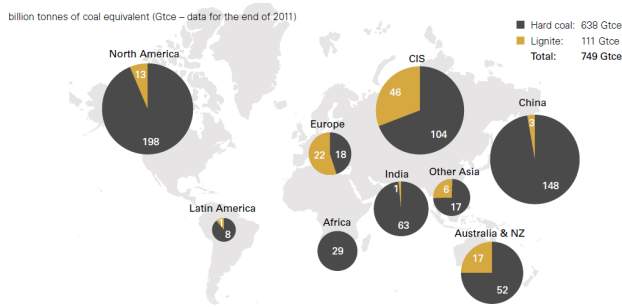 billion tonnes of coal equivalent (Gtce – data for the end of 2011)
Hard coal: 638 Gtce
Lignite: 111 Gtce
Total: 749 Gtce
North America
13
198
CIS
46
104
China
3
148
Europe
22 18
India
1
63
Other Asia
6
17
Latin America
1
8
Africa
29
Australia & NZ
17
52